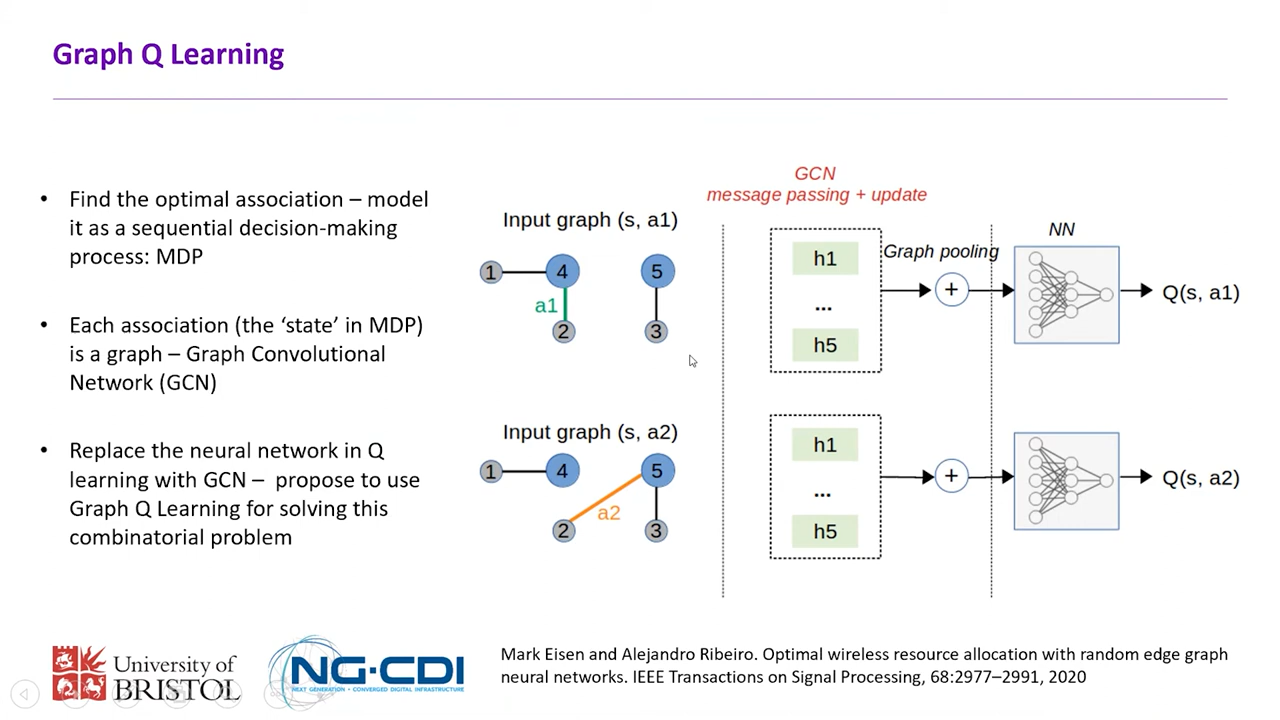 Graph Q Learning
• Find the optimal association – model
it as a sequential decision-making
process: MDP
• Each association (the ‘state’ in MDP)
is a graph – Graph Convolutional
Network (GCN)
• Replace the neural network in Q
learning with GCN – propose to use
Graph Q Learning for solving this
combinatorial problem
Input graph (s, a1)
1
4
5
a1
2
3
GCN
message passing + update
h1
...
h5
Graph pooling
+
NN
Q(s, a1)
Input graph (s, a2)
1
4
5
a2
2
3
h1
...
h5
+
Q(s, a2)
University of
BRISTOL
NG-CDI
NEXT GENERATION - CONVERGED DIGITAL INFRASTRUCTURE
Mark Eisen and Alejandro Ribeiro. Optimal wireless resource allocation with random edge graph
neural networks. IEEE Transactions on Signal Processing, 68:2977–2991, 2020